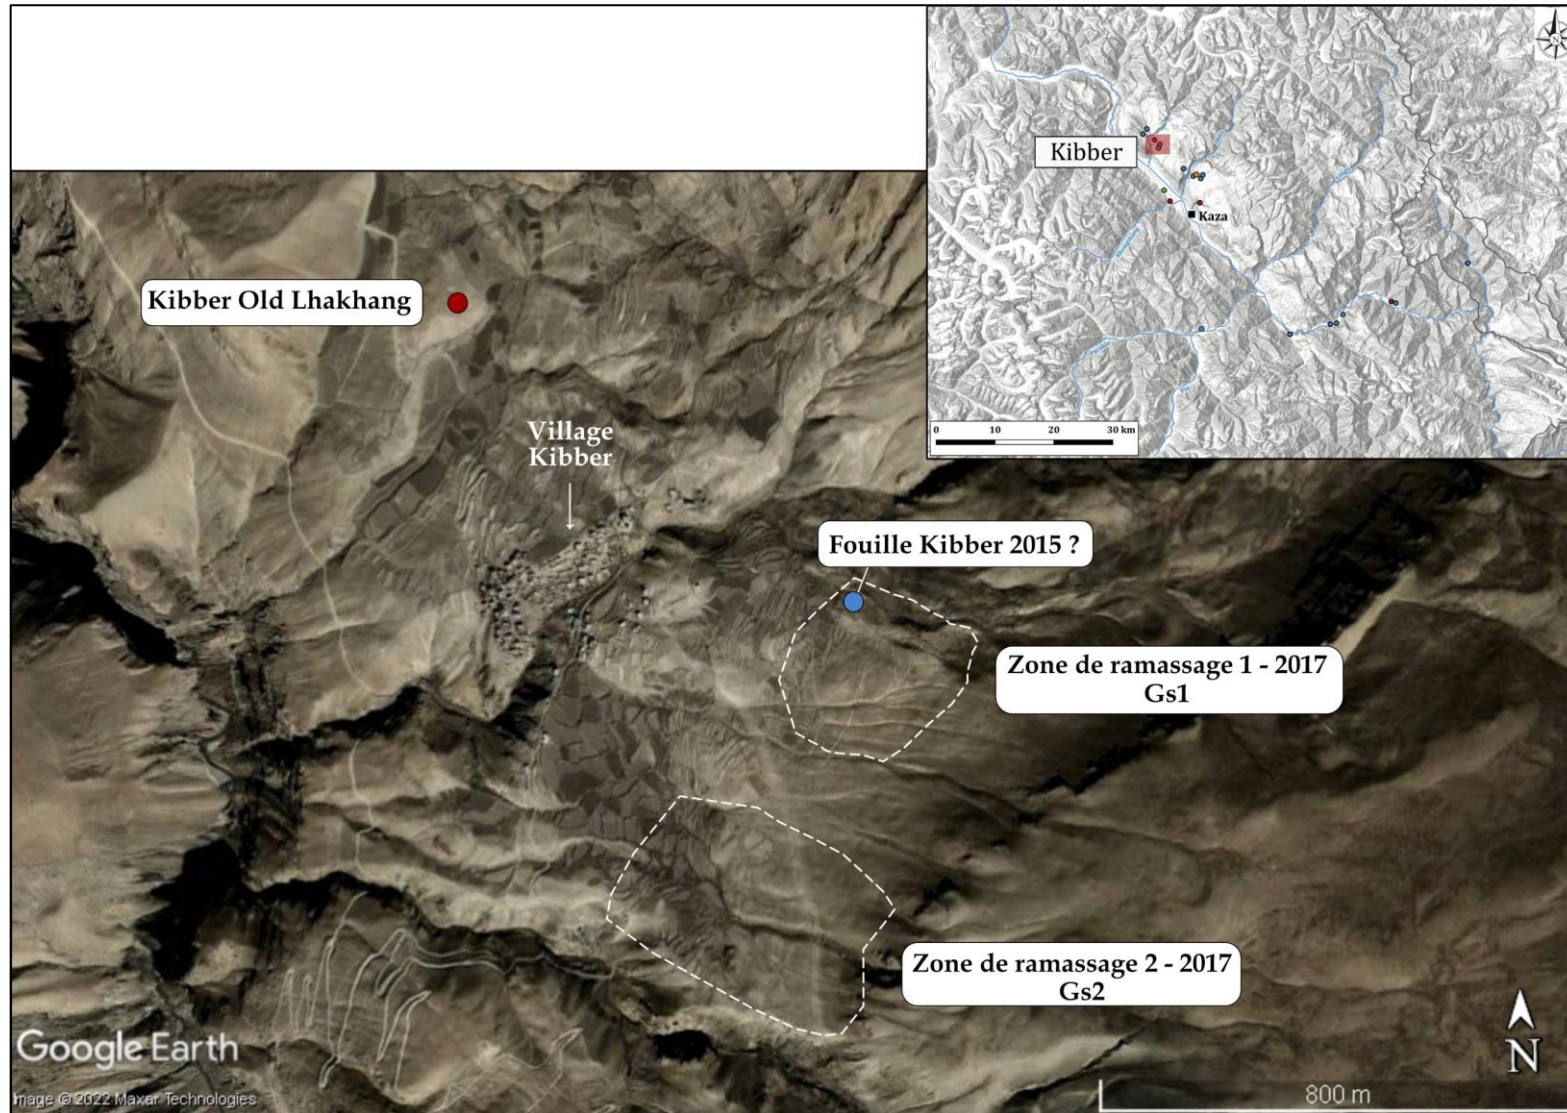 N
Kibber
Kaza
0 10 20 30 km
Kibber Old Lhakhang
Village
Kibber
Fouille Kibber 2015 ?
Zone de ramassage 1 - 2017
Gs1
Zone de ramassage 2 - 2017
Gs2
Google Earth
Image © 2022 Maxar Technologies
N
800 m